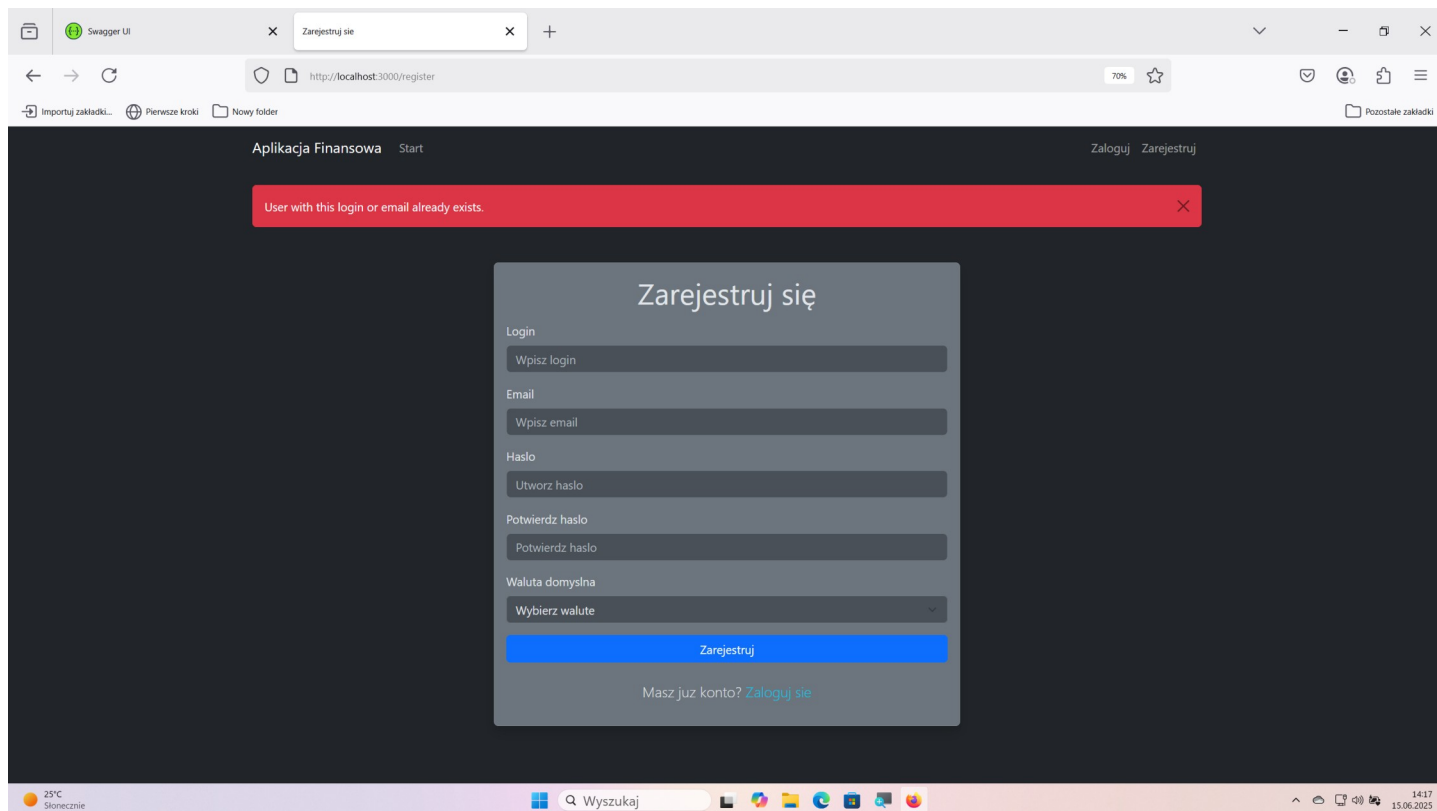 Swagger UI
Zarejestruj sie
http://localhost:3000/register
70%
Importuj zakładki...
Pierwsze kroki
Nowy folder
Pozostałe zakładki
Aplikacja Finansowa
Start
Zaloguj
Zarejestruj
User with this login or email already exists.
Zarejestruj się
Login
Wpisz login
Email
Wpisz email
Haslo
Utworz haslo
Potwierdz haslo
Potwierdz haslo
Waluta domyslna
Wybierz walute
Zarejestruj
Masz juz konto? Zaloguj sie
25°C
Słonecznie
Wyszukaj
14:17
15.06.2025